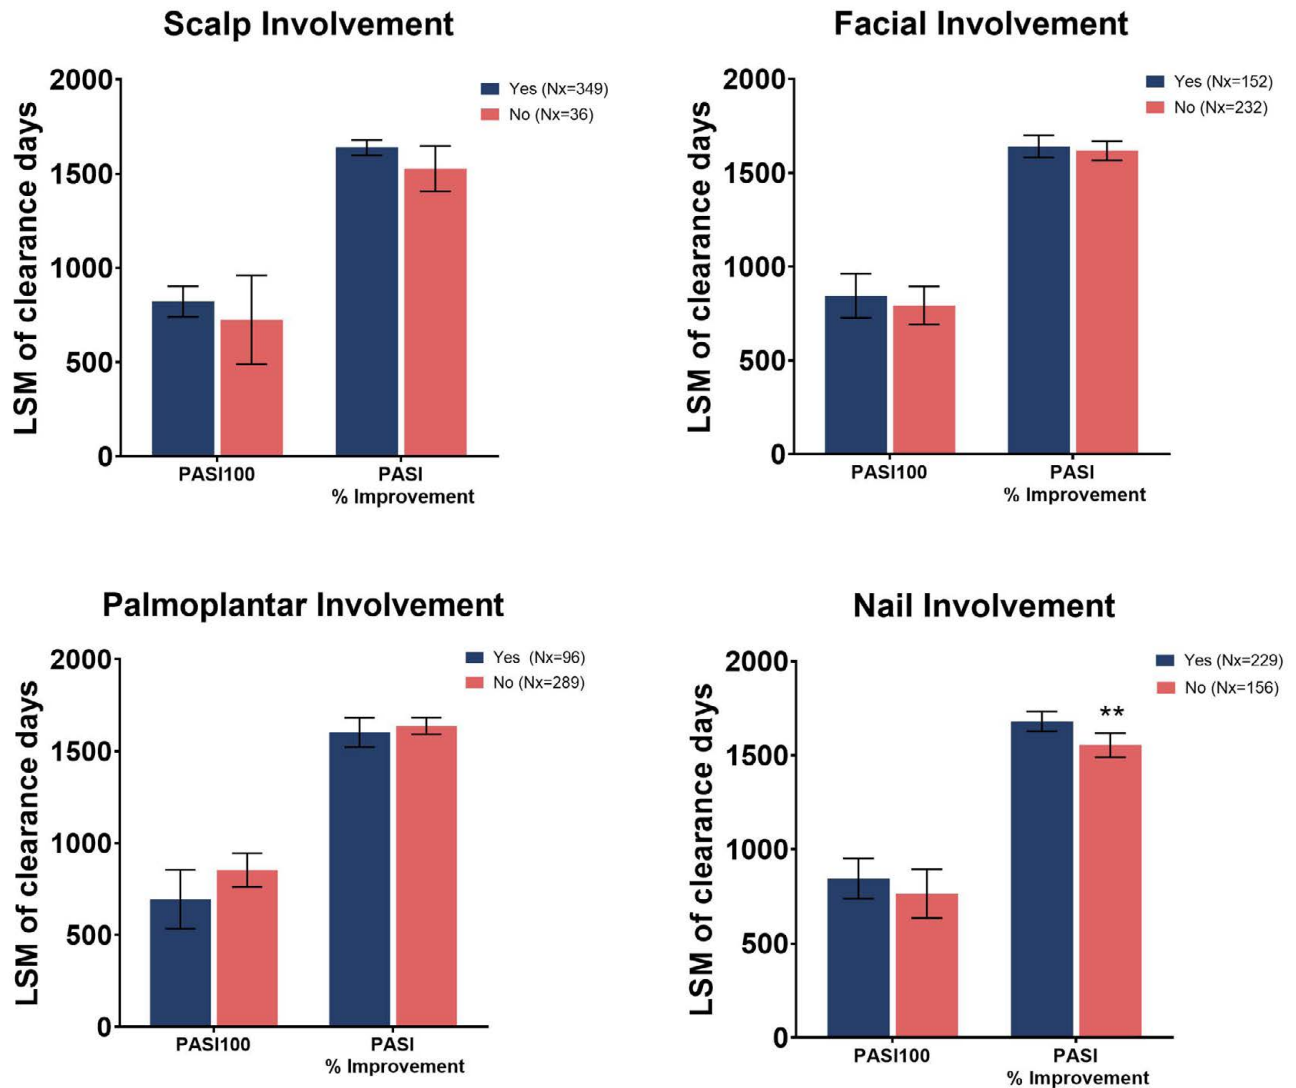 Scalp Involvement
LSM of clearance days
2000
1500
1000
500
0
Yes (Nx=349)
No (Nx=36)
PASI100
PASI
% Improvement
Facial Involvement
LSM of clearance days
2000
1500
1000
500
0
Yes (Nx=152)
No (Nx=232)
PASI100
PASI
% Improvement
Palmoplantar Involvement
LSM of clearance days
2000
1500
1000
500
0
Yes (Nx=96)
No (Nx=289)
PASI100
PASI
% Improvement
Nail Involvement
LSM of clearance days
2000
1500
1000
500
0
Yes (Nx=229)
No (Nx=156)
**
PASI100
PASI
% Improvement